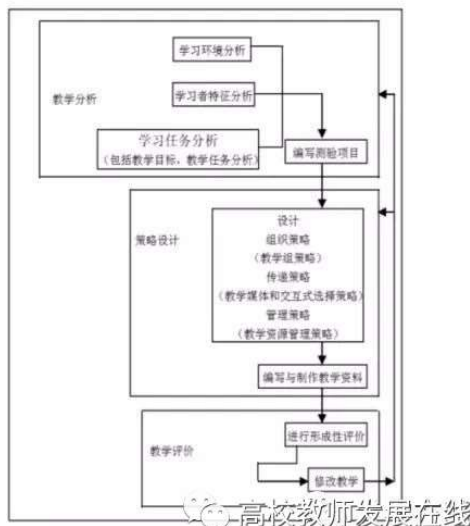 学习环境分析
教学分析
学习者特征分析
学习任务分析
（包括教学目标、教学任务分析）
编写测验项目
策略设计
设计
组织策略
（教学组策略）
传递策略
（教学媒体和交互式选择策略）
管理策略
（教学资源管理策略）
编写与制作教学资料
教学评价
进行形成性评价
修改教学
高校教师发展在线